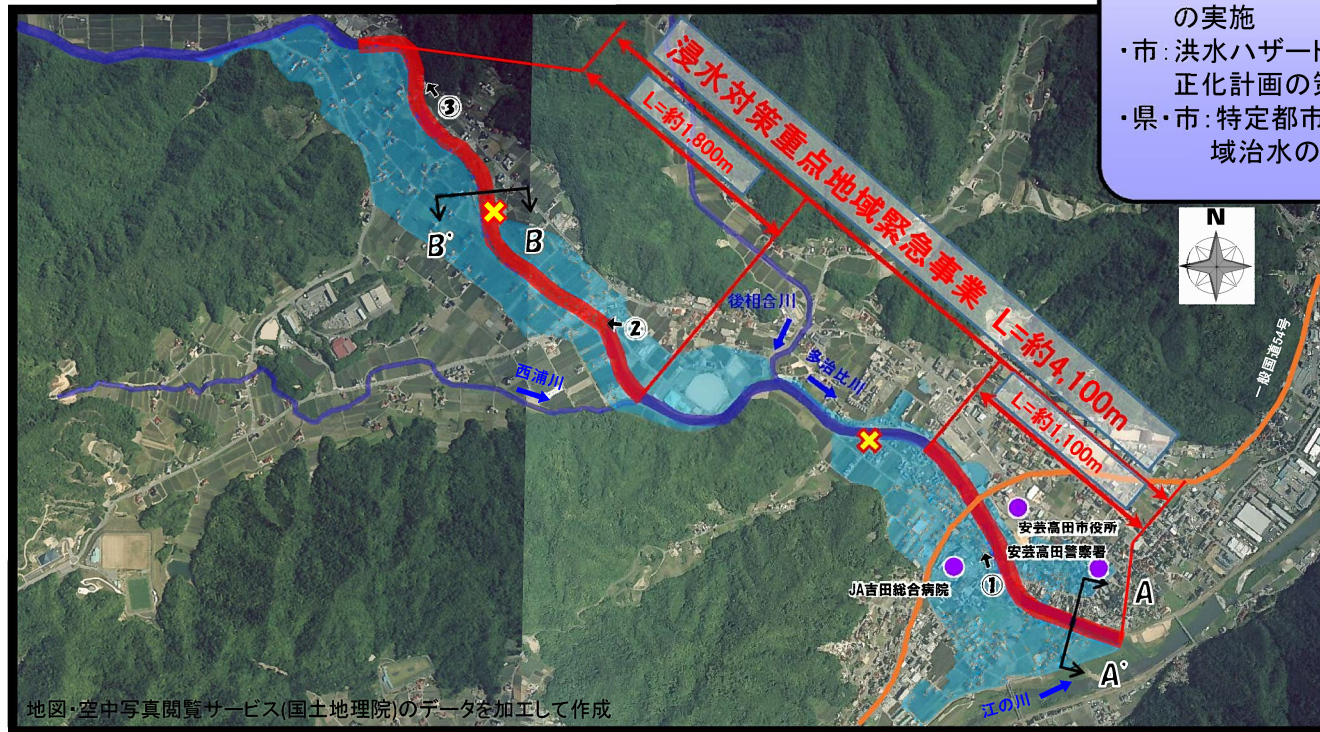 の実施
・市：洪水ハザード
正化計画の策
・県・市：特定都市
域治水の
浸水対策重点地域緊急事業 L=約4,100m
L=約1,800m
L=約1,100m
N
③
B'
B
②
後相合川
多治比川
西浦川
一般国道54号
安芸高田市役所
安芸高田警察署
JA吉田総合病院
①
A
A'
江の川
地図・空中写真閲覧サービス(国土地理院)のデータを加工して作成